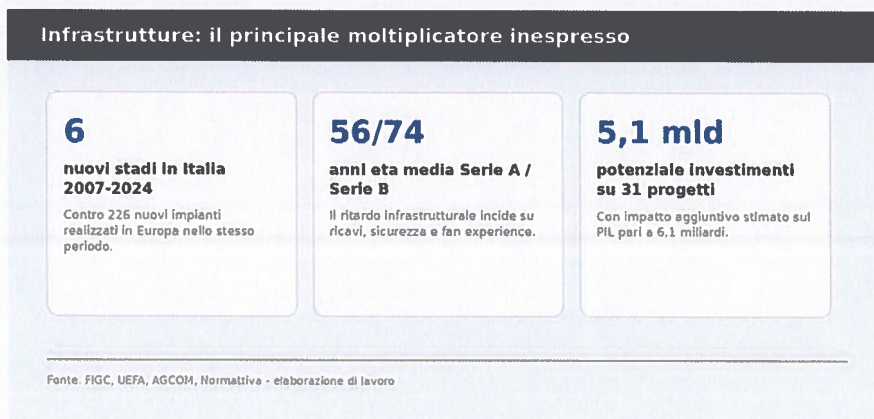 Infrastrutture: il principale moltiplicatore inespresso
6
nuovi stadi in Italia
2007-2024
Contro 226 nuovi impianti
realizzati in Europa nello stesso
periodo.
56/74
anni eta media Serie A /
Serie B
Il ritardo infrastrutturale incide su
ricavi, sicurezza e fan experience.
5,1 mld
potenziale investimenti
su 31 progetti
Con impatto aggiuntivo stimato sul
PIL pari a 6,1 miliardi.
Fonte: FIGC, UEFA, AGCOM, Normattiva - elaborazione di lavoro